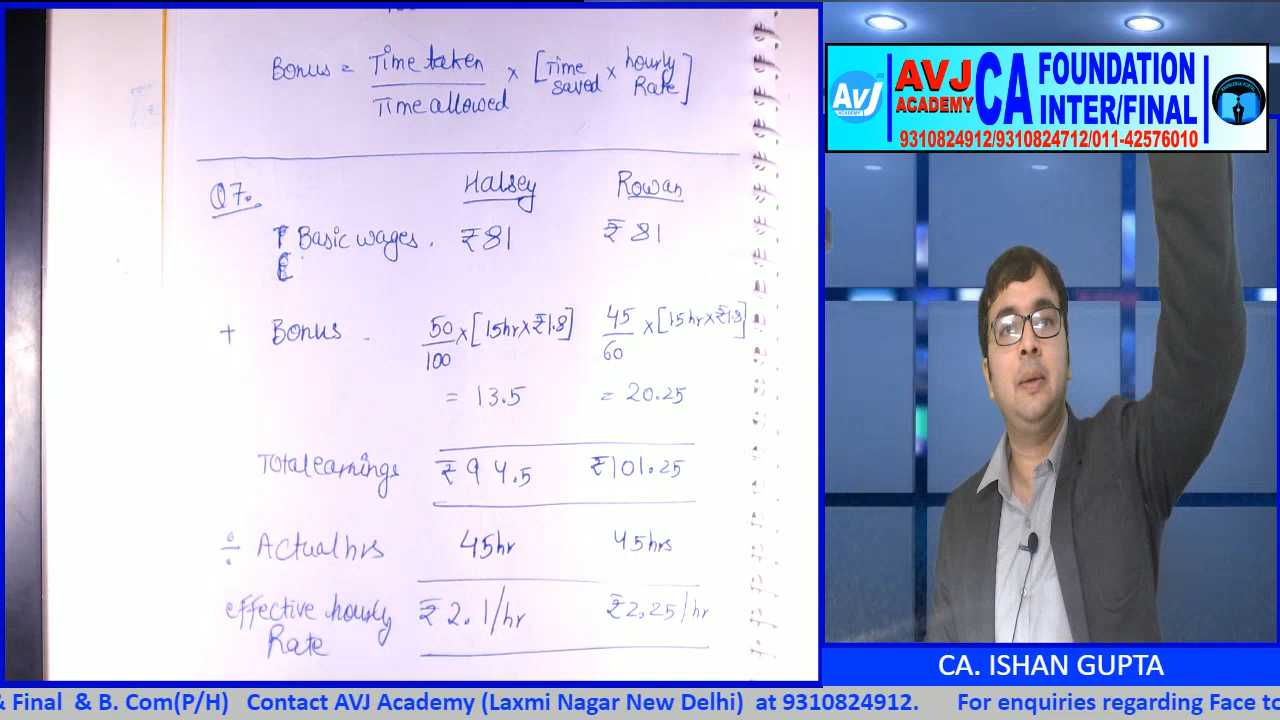 Bonus = Time taken / Time allowed × [Time saved × hourly Rate]
Q7. Halsey Rowan
Basic wages. ₹81 ₹81
+ Bonus - 50/100 × [15hr × ₹1.8] 45/60 × [15hr × ₹1.8]
= 13.5 = 20.25
Total earnings ₹94.5 ₹101.25
÷ Actual hrs 45hr 45hrs
effective hourly Rate ₹2.1/hr ₹2.25/hr
AVJ
ACADEMY
AVJ
ACADEMY
CA
FOUNDATION
INTER/FINAL
9310824912/9310824712/011-42576010
CA. ISHAN GUPTA
& Final & B. Com(P/H) Contact AVJ Academy (Laxmi Nagar New Delhi) at 9310824912. For enquiries regarding Face to